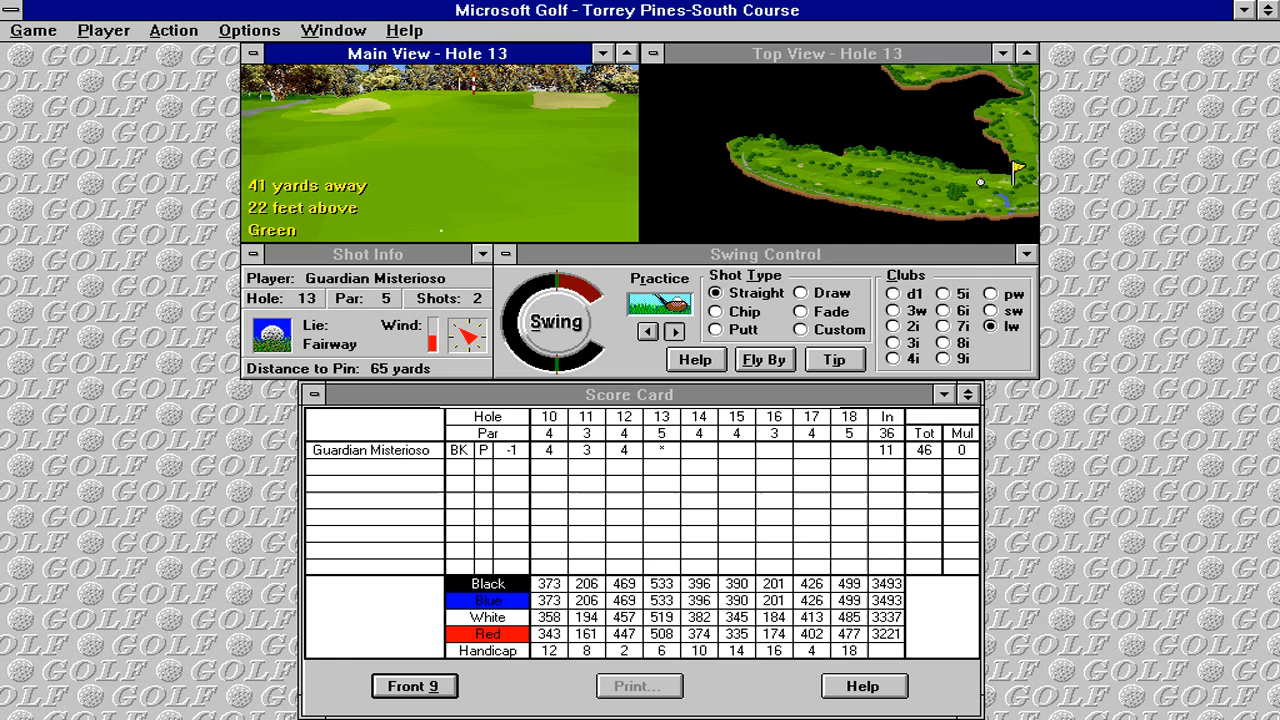 Microsoft Golf - Torrey Pines-South Course
Game Player Action Options Window Help
Main View - Hole 13
41 yards away
22 feet above
Green
Top View - Hole 13
Shot Info
Player: Guardian Misterioso
Hole: 13 Par: 5 Shots: 2
Lie: Wind:
Fairway
Distance to Pin: 65 yards
Swing Control
Swing
Practice
Help Fly By Tip
Shot Type
Straight Draw
Chip Fade
Putt Custom
Clubs
d1 5i pw
3w 6i sw
2i 7i lw
3i 8i
4i 9i
Score Card
Hole 10 11 12 13 14 15 16 17 18 In
Par 4 3 4 5 4 4 3 4 5 36 Tot Mul
Guardian Misterioso BK P -1 4 3 4 * 11 46 0
Black 373 206 469 533 396 390 201 426 499 3493
Blue 373 206 469 533 396 390 201 426 499 3493
White 358 194 457 519 382 345 184 413 485 3337
Red 343 161 447 508 374 335 174 402 477 3221
Handicap 12 8 2 6 10 14 16 4 18
Front 9 Print... Help
GOLF